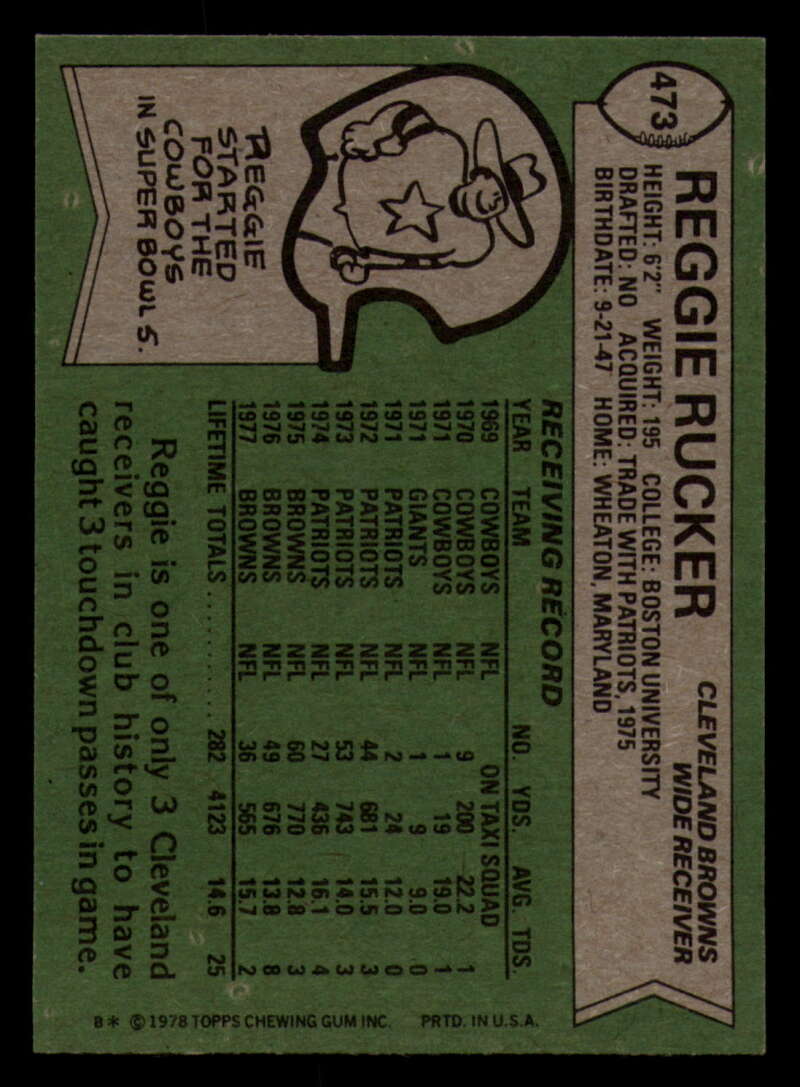 473
REGGIE RUCKER
CLEVELAND BROWNS
WIDE RECEIVER
HEIGHT: 6'2" WEIGHT: 195 COLLEGE: BOSTON UNIVERSITY
DRAFTED: NO ACQUIRED: TRADE WITH PATRIOTS, 1975
BIRTHDATE: 9-21-47 HOME: WHEATON, MARYLAND
REGGIE
STARTED
FOR THE
COWBOYS
IN SUPER BOWL 5.
RECEIVING RECORD
YEAR TEAM NO. YDS. AVG. TDS.
1969 COWBOYS NFL ON TAXI SQUAD
1970 COWBOYS NFL 9 200 22.2 1
1971 COWBOYS NFL 1 19 19.0 1
1971 GIANTS NFL 1 9 9.0 0
1971 PATRIOTS NFL 2 24 12.0 0
1972 PATRIOTS NFL 44 681 15.5 3
1973 PATRIOTS NFL 53 743 14.0 3
1974 PATRIOTS NFL 27 436 16.1 4
1975 BROWNS NFL 60 770 12.8 3
1976 BROWNS NFL 49 676 13.8 8
1977 BROWNS NFL 36 565 15.7 2
LIFETIME TOTALS........... 282 4123 14.6 25
Reggie is one of only 3 Cleveland
receivers in club history to have
caught 3 touchdown passes in game.
B* © 1978 TOPPS CHEWING GUM INC. PRTD. IN U.S.A.